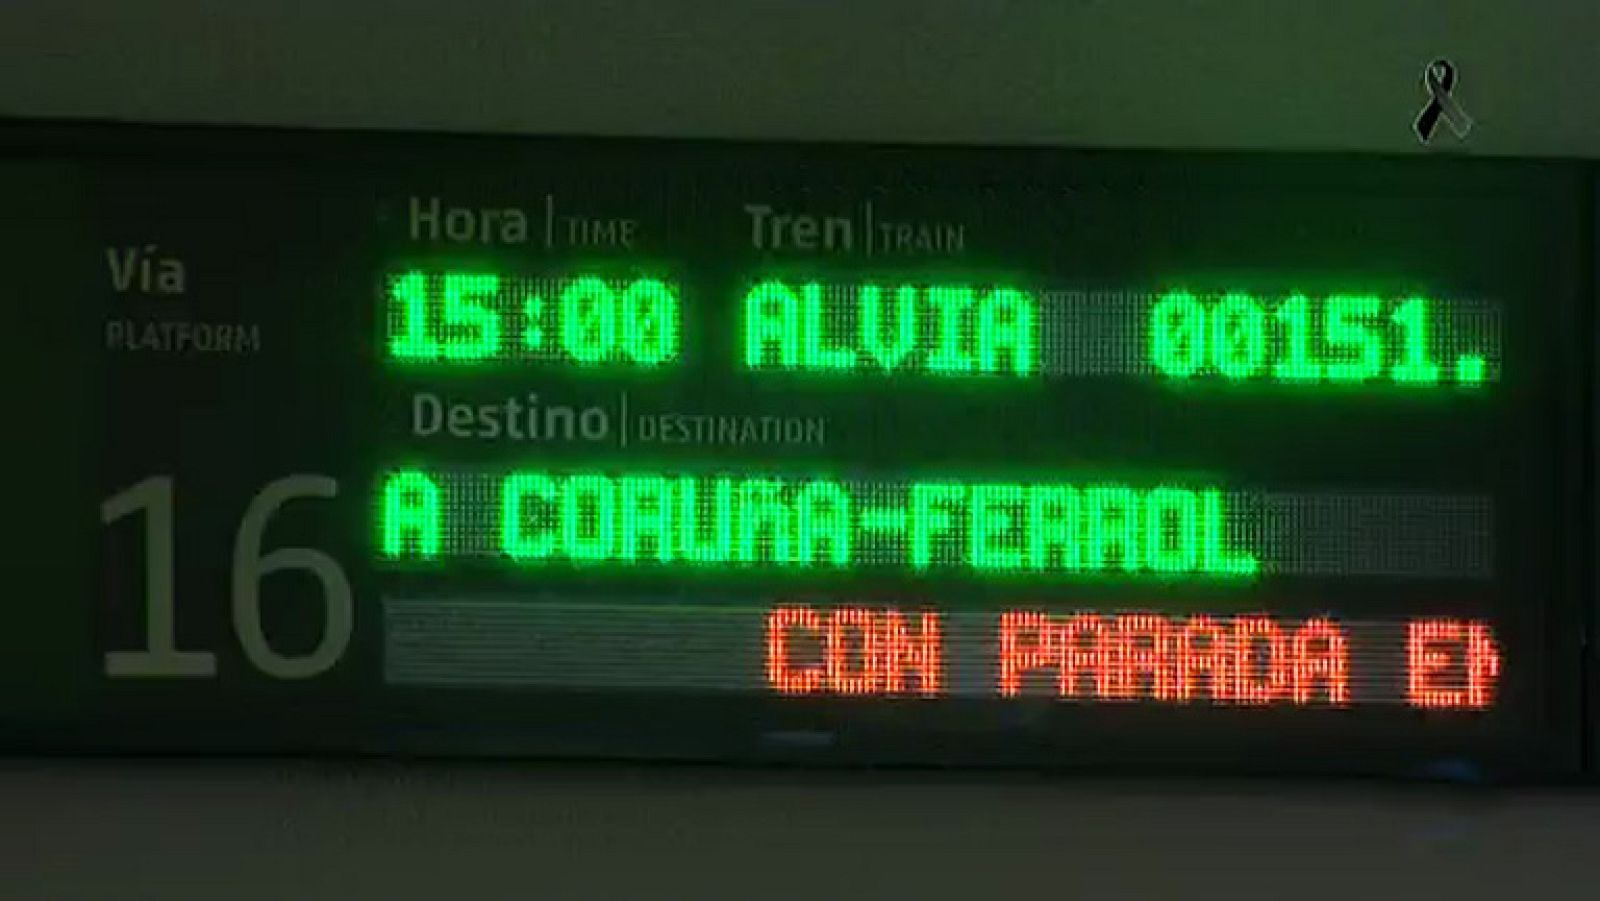 Vía
PLATFORM
16
Hora | TIME
15:00
Tren | TRAIN
ALVIA 00151.
Destino | DESTINATION
A CORUÑA-FERROL
CON PARADA EN